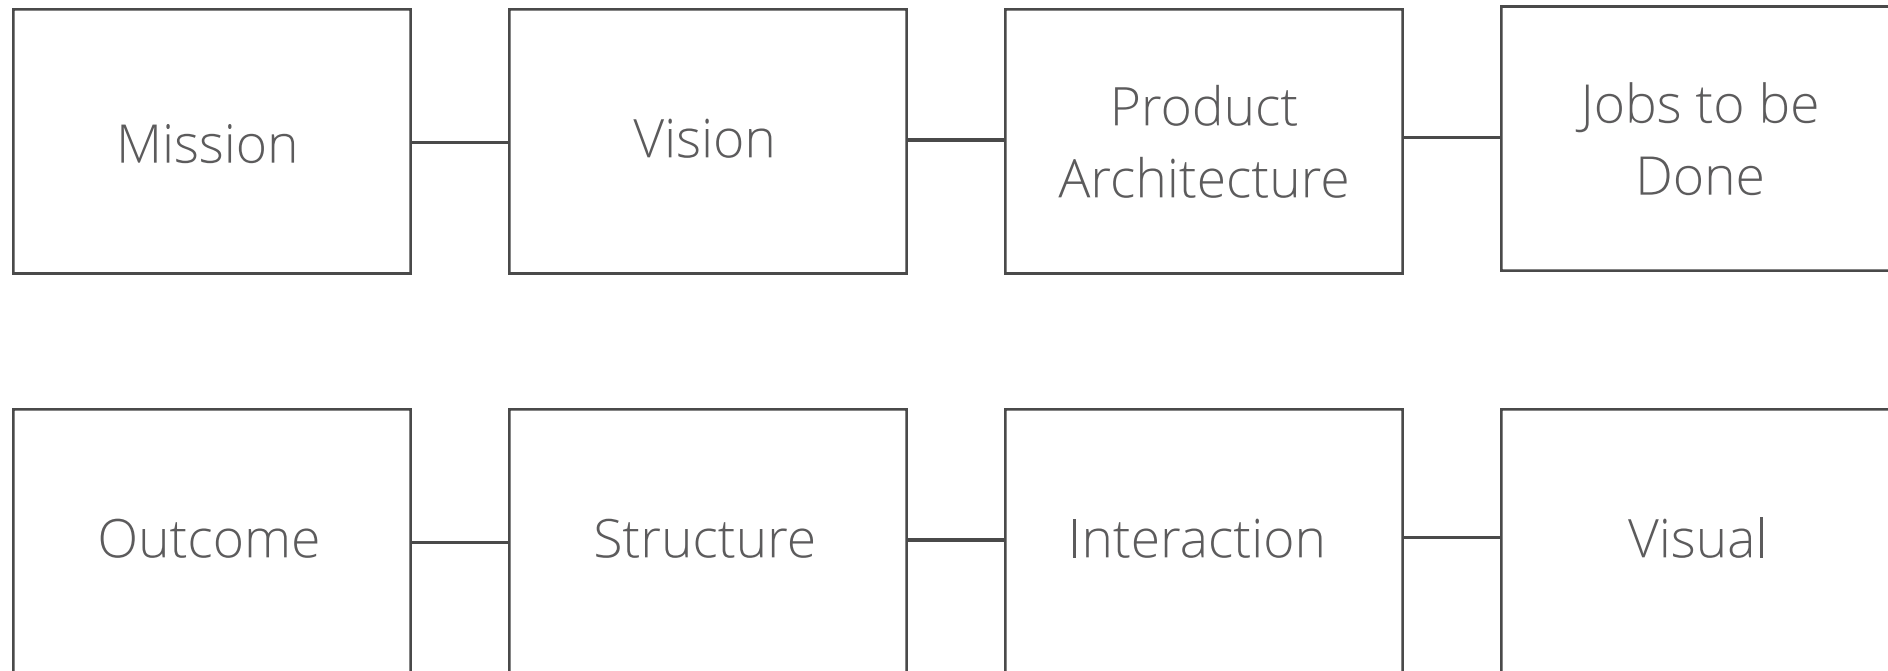 Mission
Vision
Product
Architecture
Jobs to be
Done
Outcome
Structure
Interaction
Visual